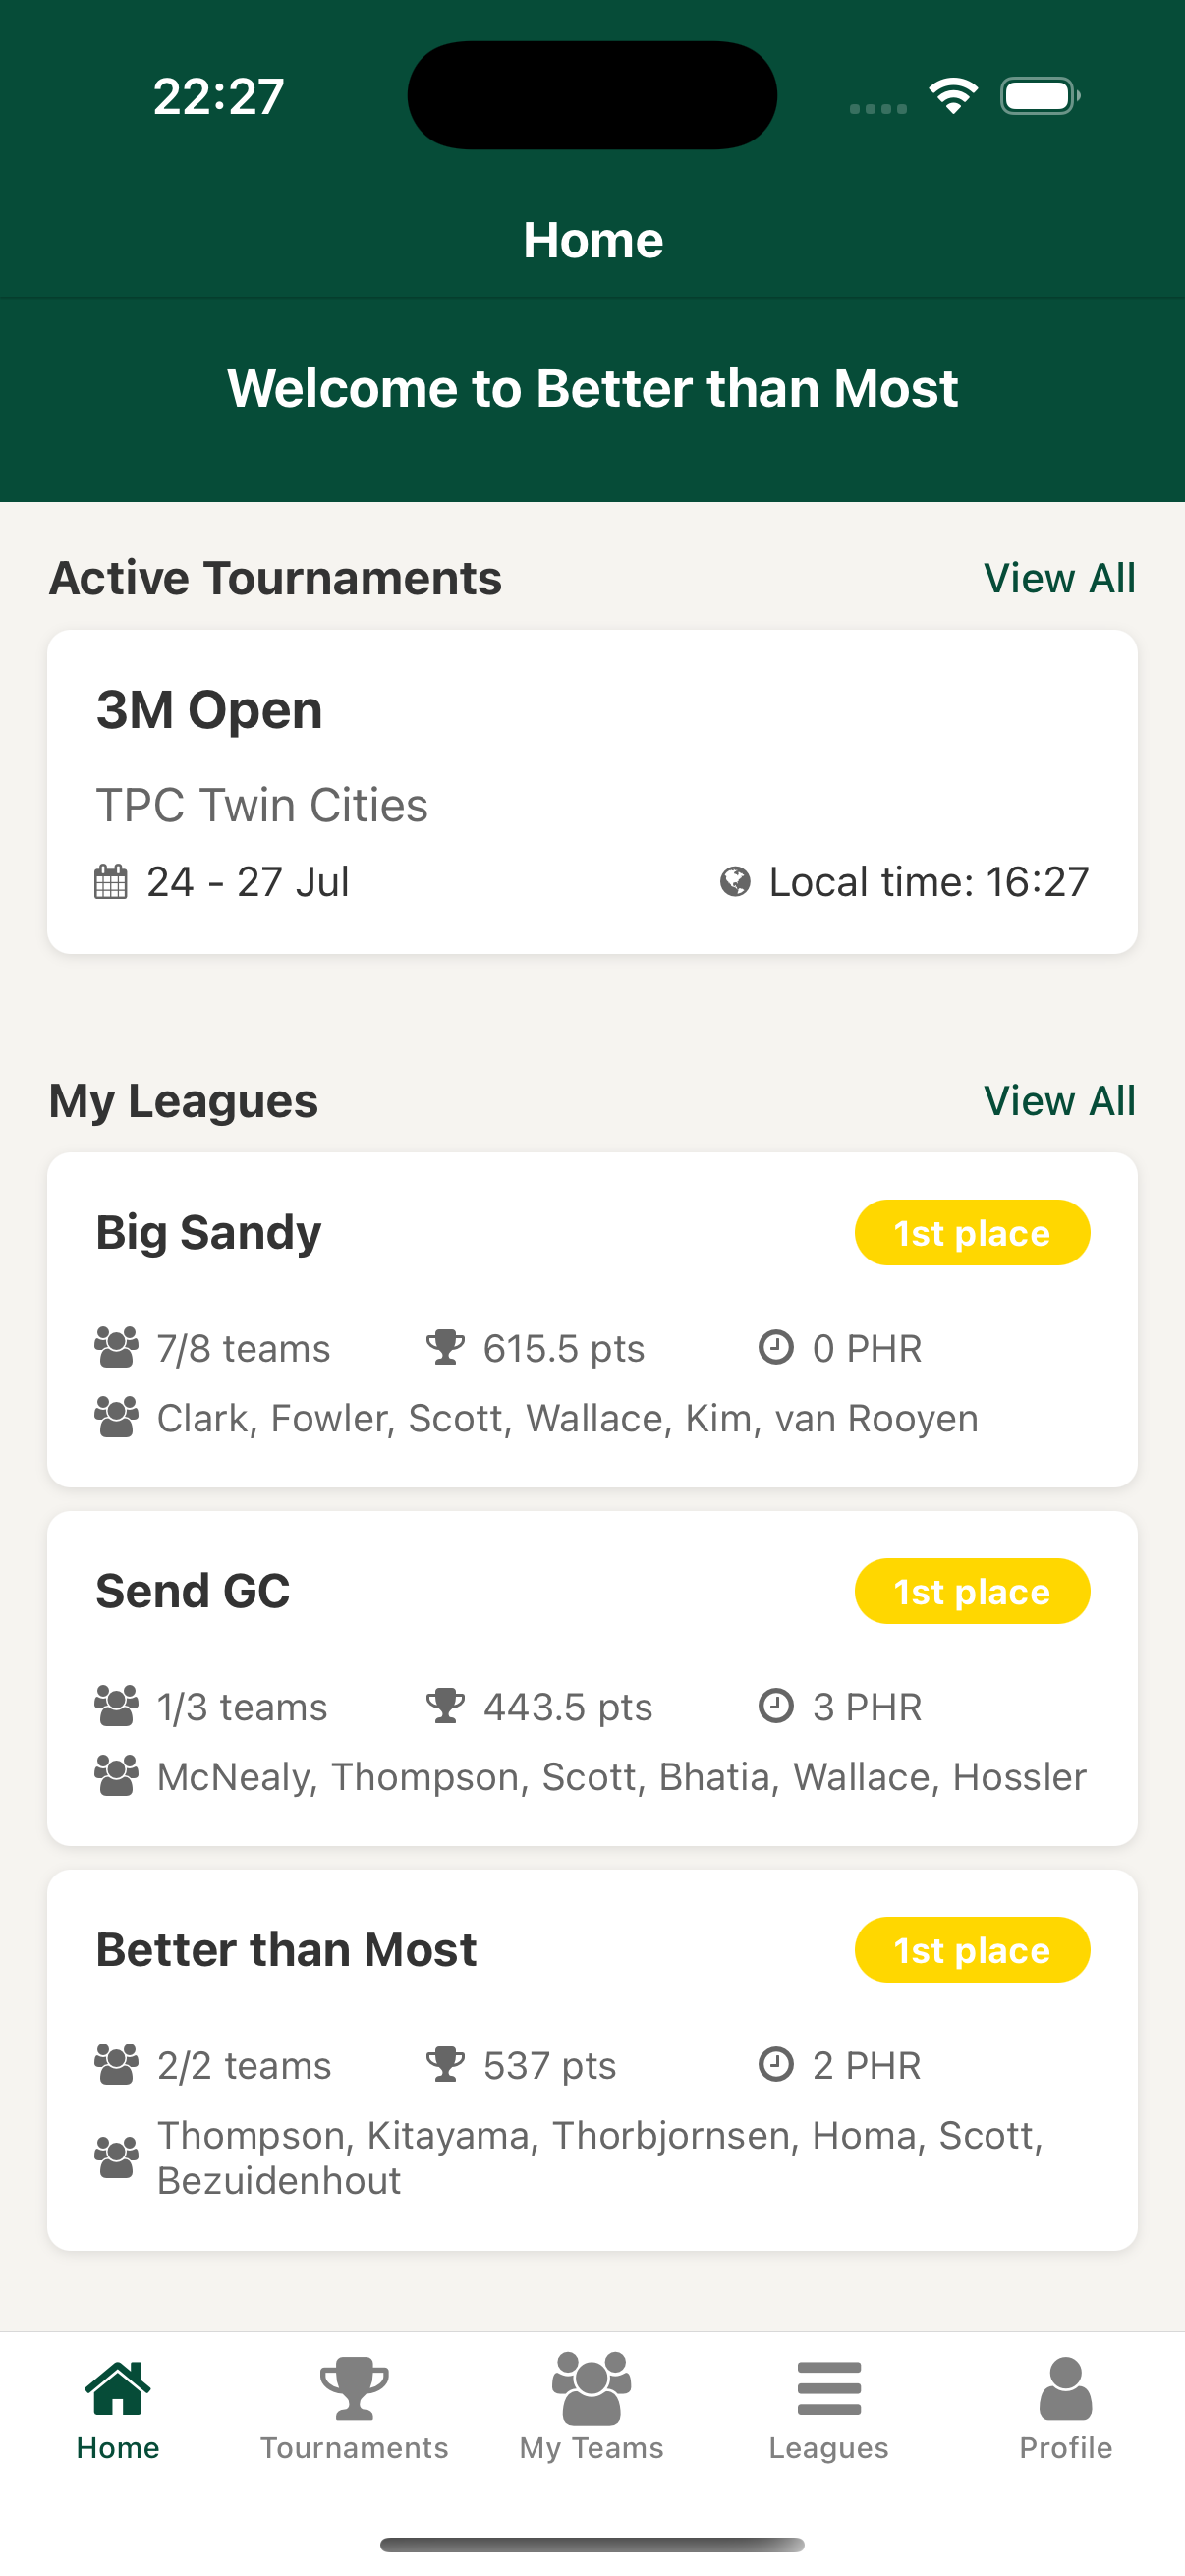 22:27
Home
Welcome to Better than Most
Active Tournaments
View All
3M Open
TPC Twin Cities
24 - 27 Jul
Local time: 16:27
My Leagues
View All
Big Sandy
1st place
7/8 teams
615.5 pts
0 PHR
Clark, Fowler, Scott, Wallace, Kim, van Rooyen
Send GC
1st place
1/3 teams
443.5 pts
3 PHR
McNealy, Thompson, Scott, Bhatia, Wallace, Hossler
Better than Most
1st place
2/2 teams
537 pts
2 PHR
Thompson, Kitayama, Thorbjornsen, Homa, Scott,
Bezuidenhout
Home
Tournaments
My Teams
Leagues
Profile